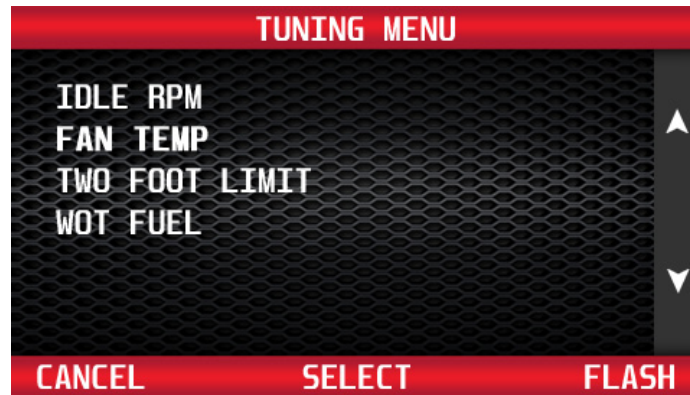 TUNING MENU
IDLE RPM
FAN TEMP
TWO FOOT LIMIT
WOT FUEL
CANCEL SELECT FLASH